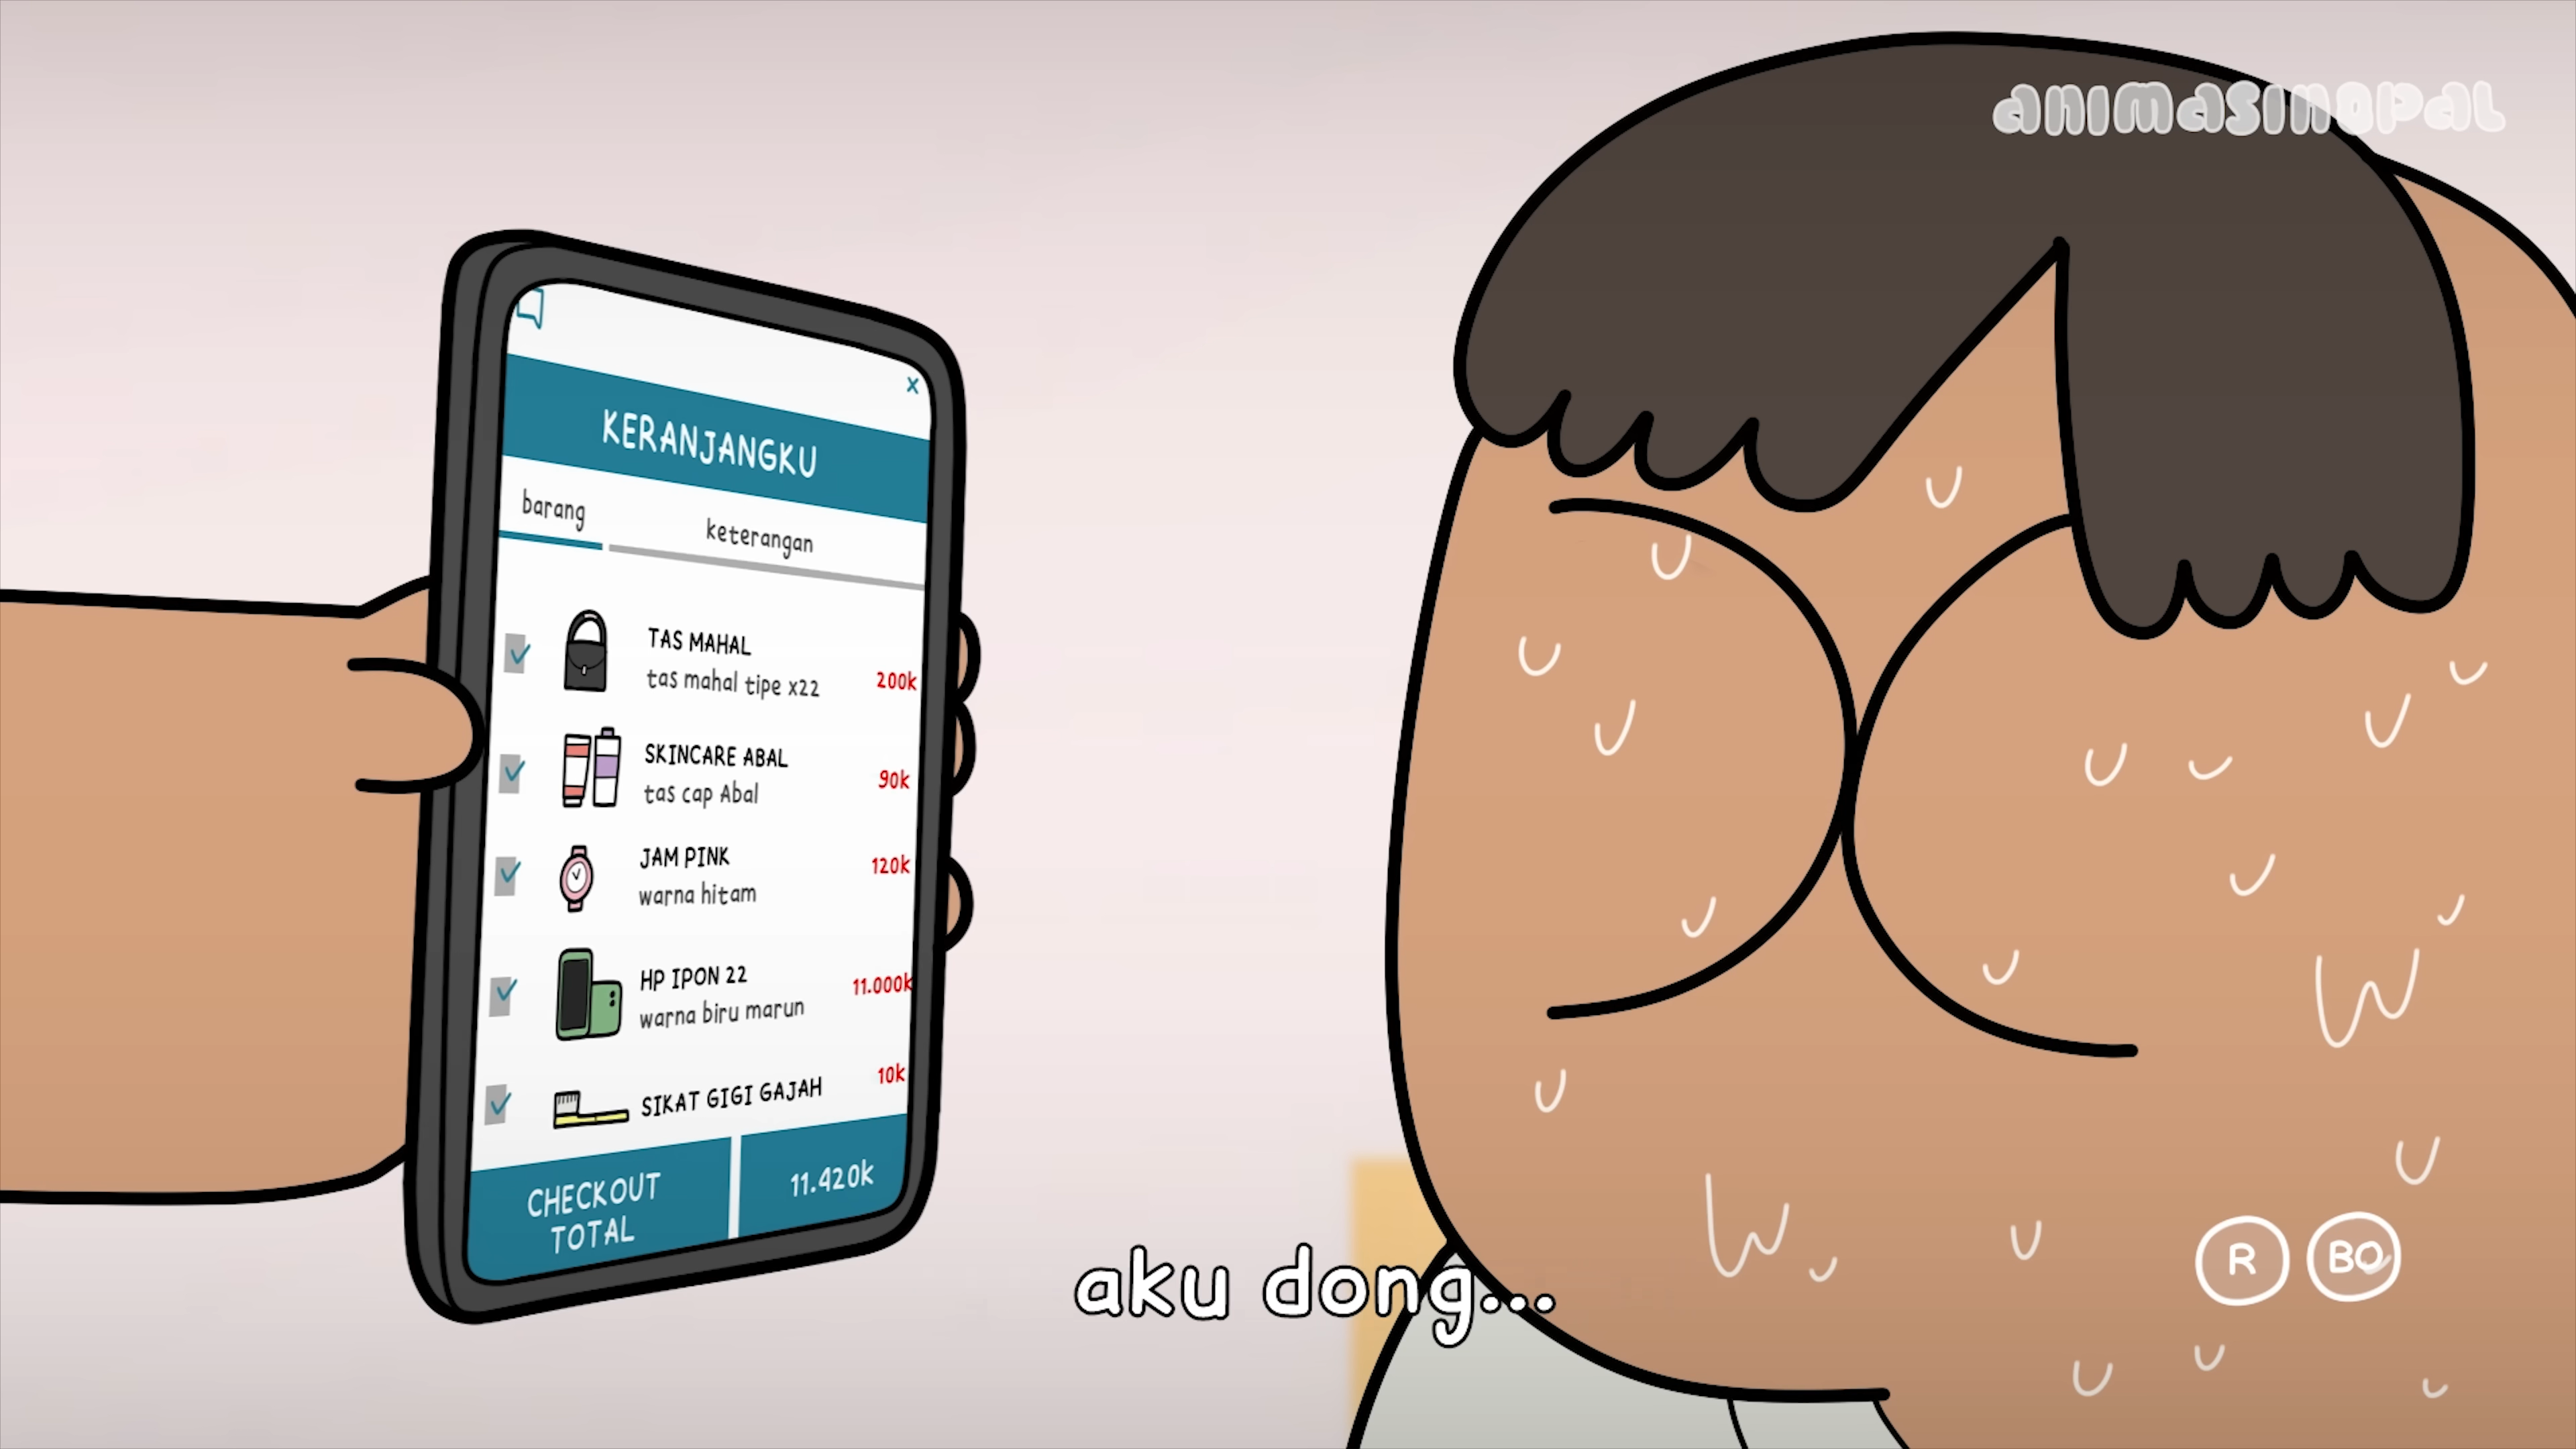 animasinopal
x
KERANJANGKU
barang
keterangan
TAS MAHAL
tas mahal tipe x22
200k
SKINCARE ABAL
tas cap Abal
90k
JAM PINK
warna hitam
120k
HP IPON 22
warna biru marun
11.000k
SIKAT GIGI GAJAH
10k
CHECKOUT
TOTAL
11.420k
aku dong...
R BO